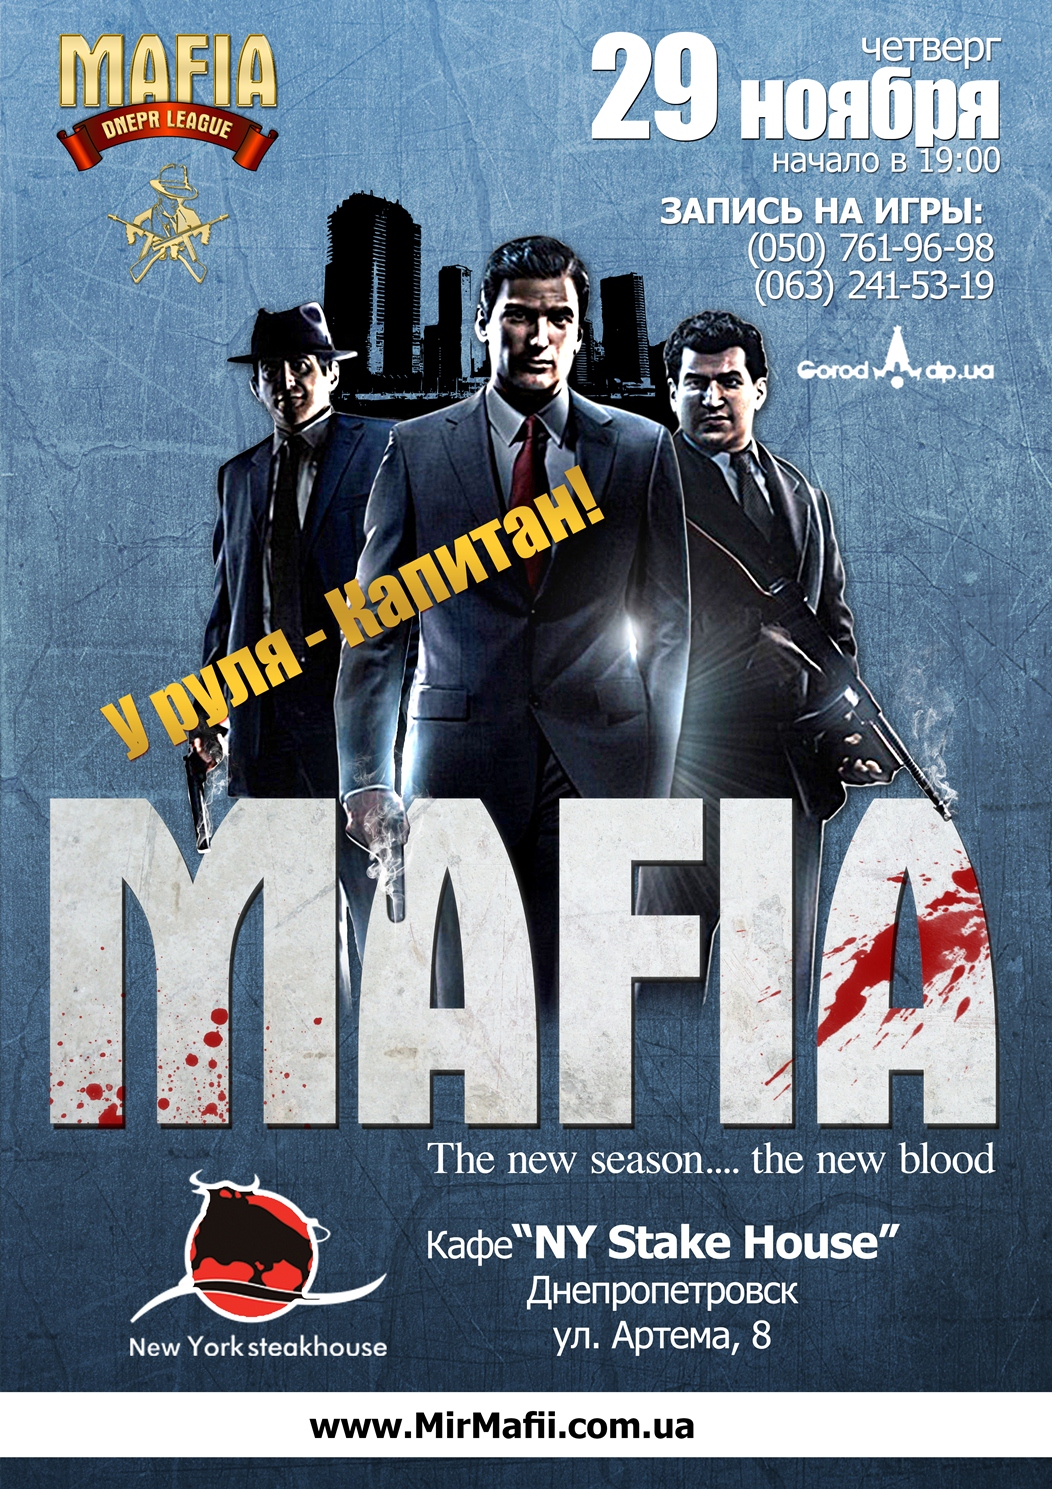 MAFIA
DNEPR LEAGUE
четверг
29 ноября
начало в 19:00
ЗАПИСЬ НА ИГРЫ:
(050) 761-96-98
(063) 241-53-19
Gorod dp.ua
У руля - Капитан!
MAFIA
The new season.... the new blood
New York steakhouse
Кафе “NY Stake House”
Днепропетровск
ул. Артема, 8
www.MirMafii.com.ua